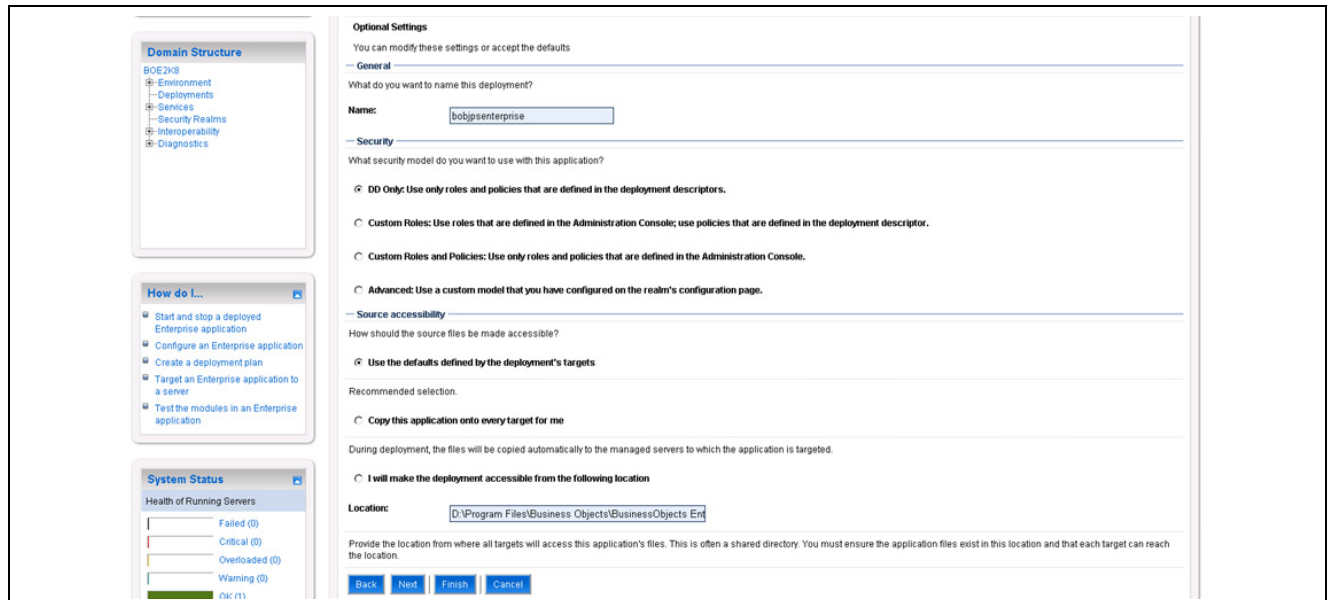 Domain Structure
BOE2K8
Environment
Deployments
Services
Security Realms
Interoperability
Diagnostics
How do I...
Start and stop a deployed
Enterprise application
Configure an Enterprise application
Create a deployment plan
Target an Enterprise application to
a server
Test the modules in an Enterprise
application
System Status
Health of Running Servers
Failed (0)
Critical (0)
Overloaded (0)
Warning (0)
OK (1)
Optional Settings
You can modify these settings or accept the defaults
General
What do you want to name this deployment?
Name: bobjpsenterprise
Security
What security model do you want to use with this application?
DD Only: Use only roles and policies that are defined in the deployment descriptors.
Custom Roles: Use roles that are defined in the Administration Console; use policies that are defined in the deployment descriptor.
Custom Roles and Policies: Use only roles and policies that are defined in the Administration Console.
Advanced: Use a custom model that you have configured on the realm's configuration page.
Source accessibility
How should the source files be made accessible?
Use the defaults defined by the deployment's targets
Recommended selection.
Copy this application onto every target for me
During deployment, the files will be copied automatically to the managed servers to which the application is targeted.
I will make the deployment accessible from the following location
Location: D:\Program Files\Business Objects\BusinessObjects Ent
Provide the location from where all targets will access this application's files. This is often a shared directory. You must ensure the application files exist in this location and that each target can reach
the location.
Back Next Finish Cancel